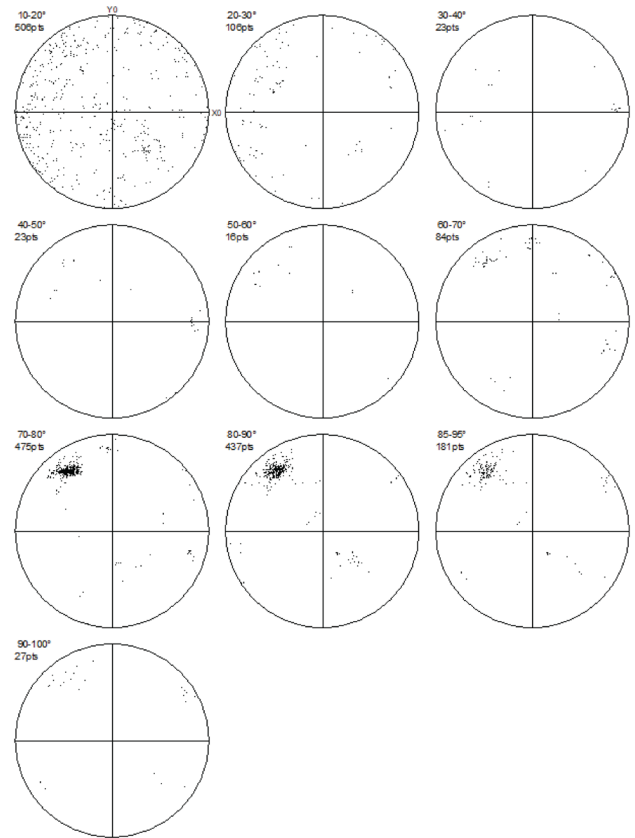 10-20°
506pts
Y0
X0
20-30°
106pts
30-40°
23pts
40-50°
23pts
50-60°
16pts
60-70°
84pts
70-80°
475pts
80-90°
437pts
85-95°
181pts
90-100°
27pts